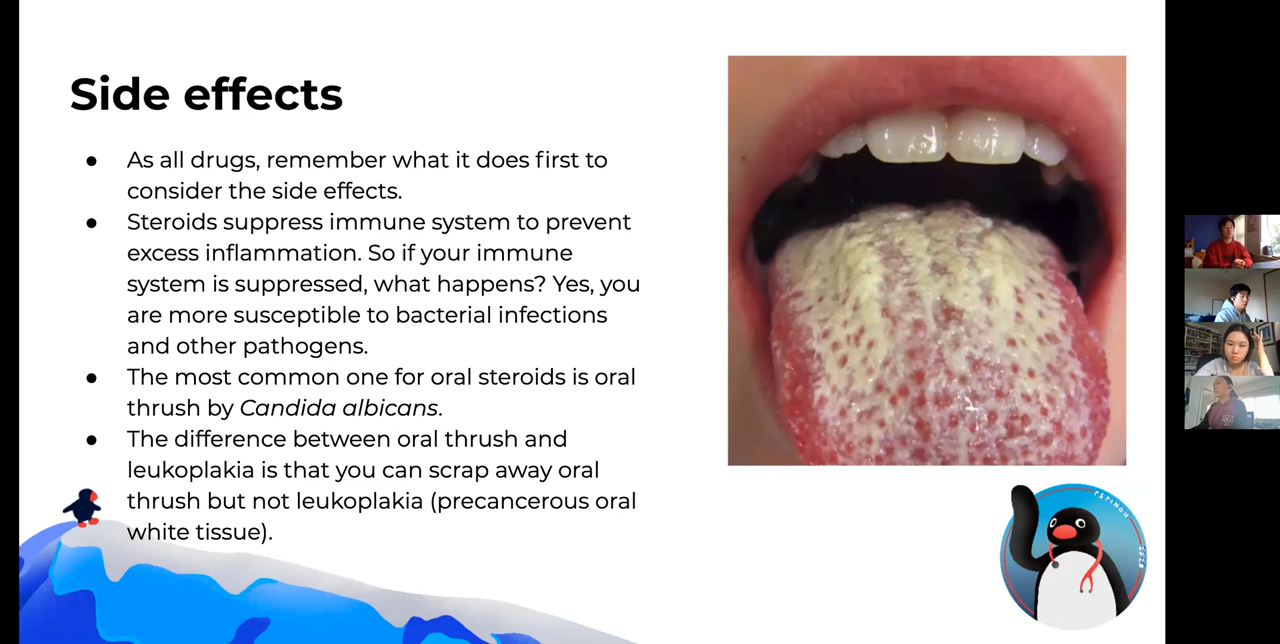 Side effects
● As all drugs, remember what it does first to
consider the side effects.
● Steroids suppress immune system to prevent
excess inflammation. So if your immune
system is suppressed, what happens? Yes, you
are more susceptible to bacterial infections
and other pathogens.
● The most common one for oral steroids is oral
thrush by Candida albicans.
● The difference between oral thrush and
leukoplakia is that you can scrap away oral
thrush but not leukoplakia (precancerous oral
white tissue).